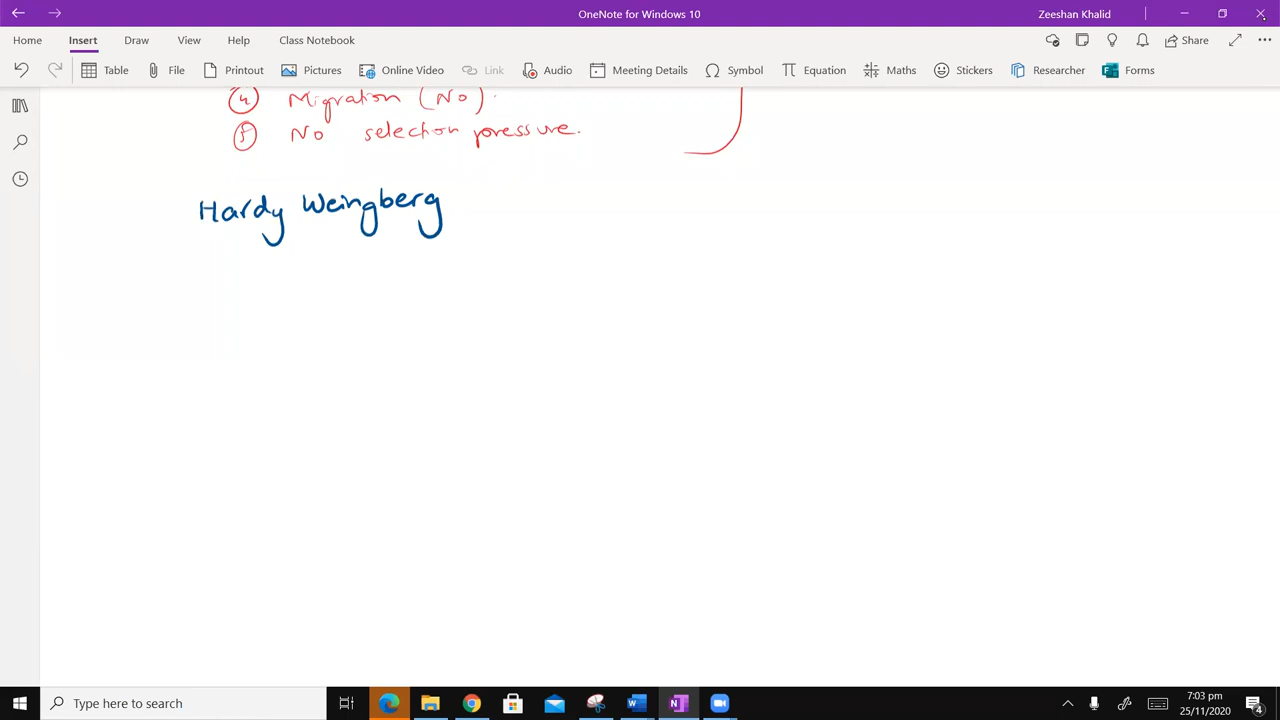 OneNote for Windows 10
Zeeshan Khalid
Home Insert Draw View Help Class Notebook
Share
Table File Printout Pictures Online Video Link Audio Meeting Details Symbol Equation Maths Stickers Researcher Forms
4 Migration (No).
5 No selection pressure.
Hardy Weingberg
Type here to search
7:03 pm
25/11/2020
4